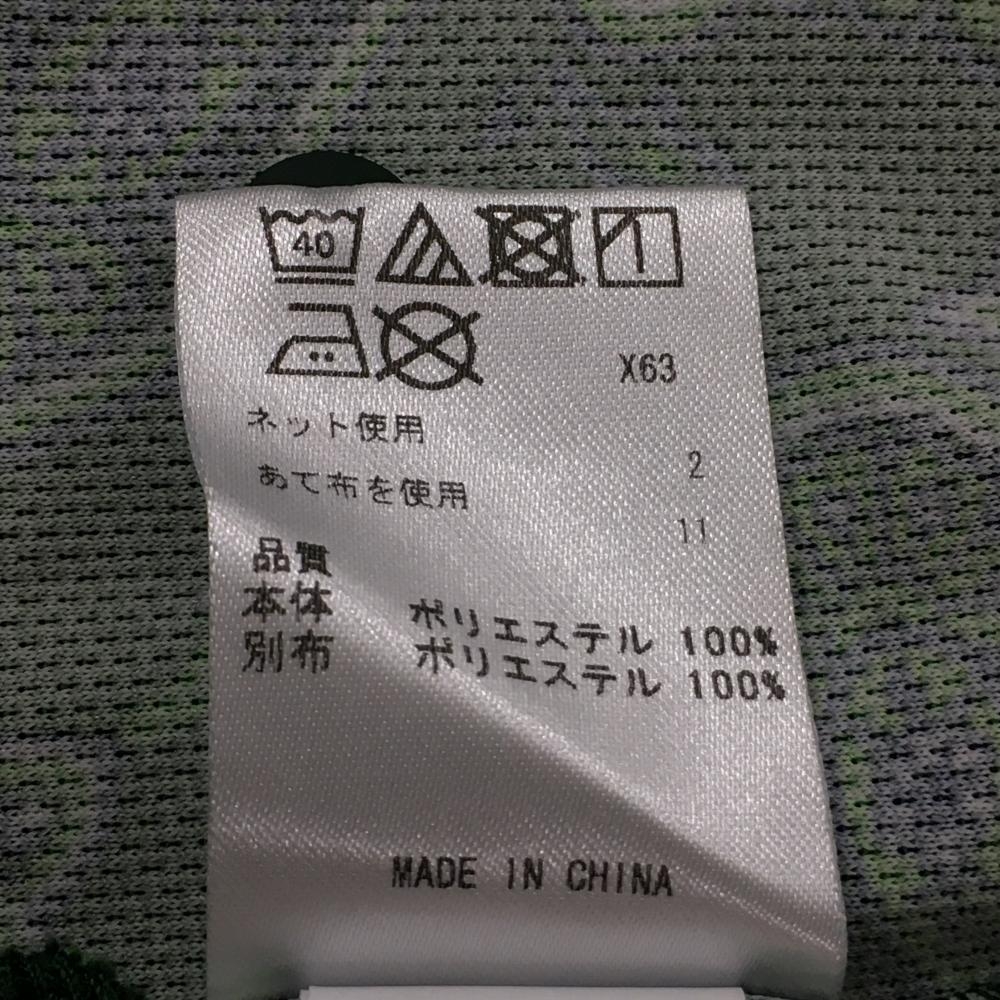 40
X63
ネット使用
2
あて布を使用
11
品質
本体 ポリエステル 100%
別布 ポリエステル 100%
MADE IN CHINA